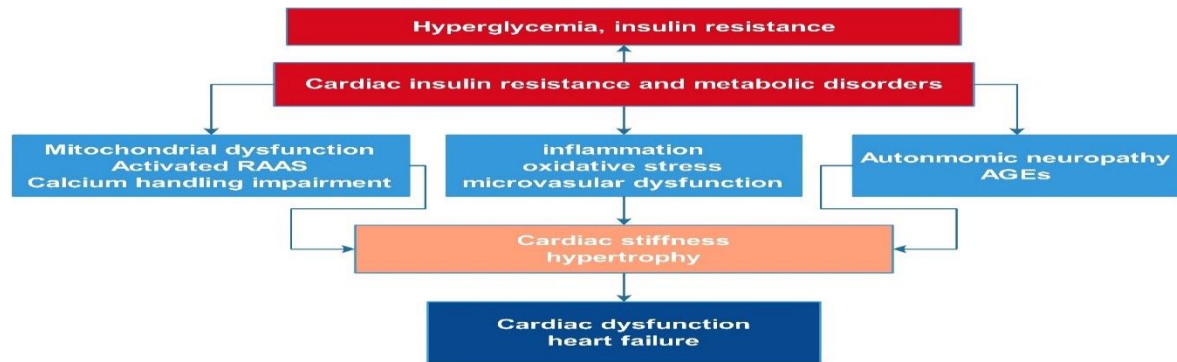 Hyperglycemia, insulin resistance
Cardiac insulin resistance and metabolic disorders
Mitochondrial dysfunction
Activated RAAS
Calcium handling impairment
inflammation
oxidative stress
microvasular dysfunction
Autonmomic neuropathy
AGEs
Cardiac stiffness
hypertrophy
Cardiac dysfunction
heart failure